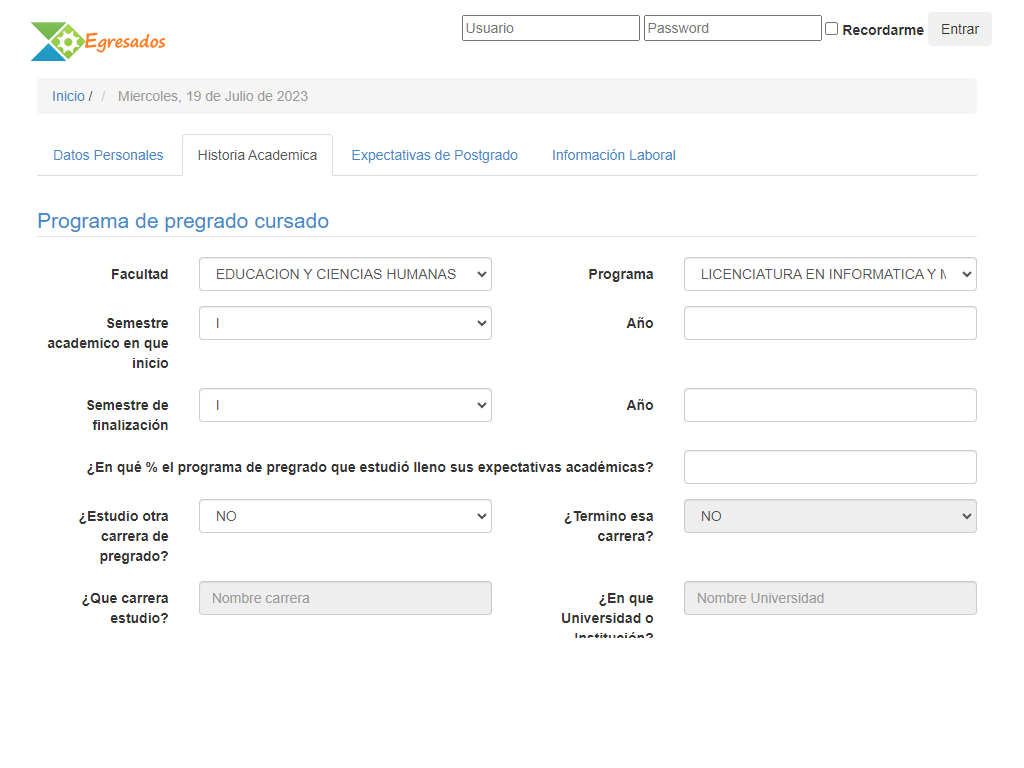 Egresados
Usuario Password Recordarme Entrar
Inicio / / Miercoles, 19 de Julio de 2023
Datos Personales Historia Academica Expectativas de Postgrado Información Laboral
Programa de pregrado cursado
Facultad EDUCACION Y CIENCIAS HUMANAS Programa LICENCIATURA EN INFORMATICA Y
Semestre academico en que inicio I Año
Semestre de finalización I Año
¿En qué % el programa de pregrado que estudió lleno sus expectativas académicas?
¿Estudio otra carrera de pregrado? NO ¿Termino esa carrera? NO
¿Que carrera estudio? Nombre carrera ¿En que Universidad o Institución? Nombre Universidad